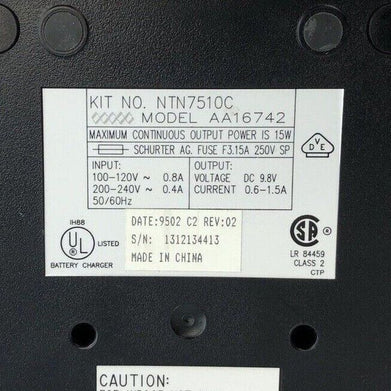 KIT NO. NTN7510C
MODEL AA16742
MAXIMUM CONTINUOUS OUTPUT POWER IS 15W
SCHURTER AG. FUSE F3.15A 250V SP
INPUT:
100-120V ~ 0.8A
200-240V ~ 0.4A
50/60Hz
OUTPUT:
VOLTAGE DC 9.8V
CURRENT 0.6-1.5A
DVE
IH88
UL LISTED
BATTERY CHARGER
DATE:9502 C2 REV:02
S/N: 1312134413
MADE IN CHINA
SA
LR 84459
CLASS 2
CTP
CAUTION: